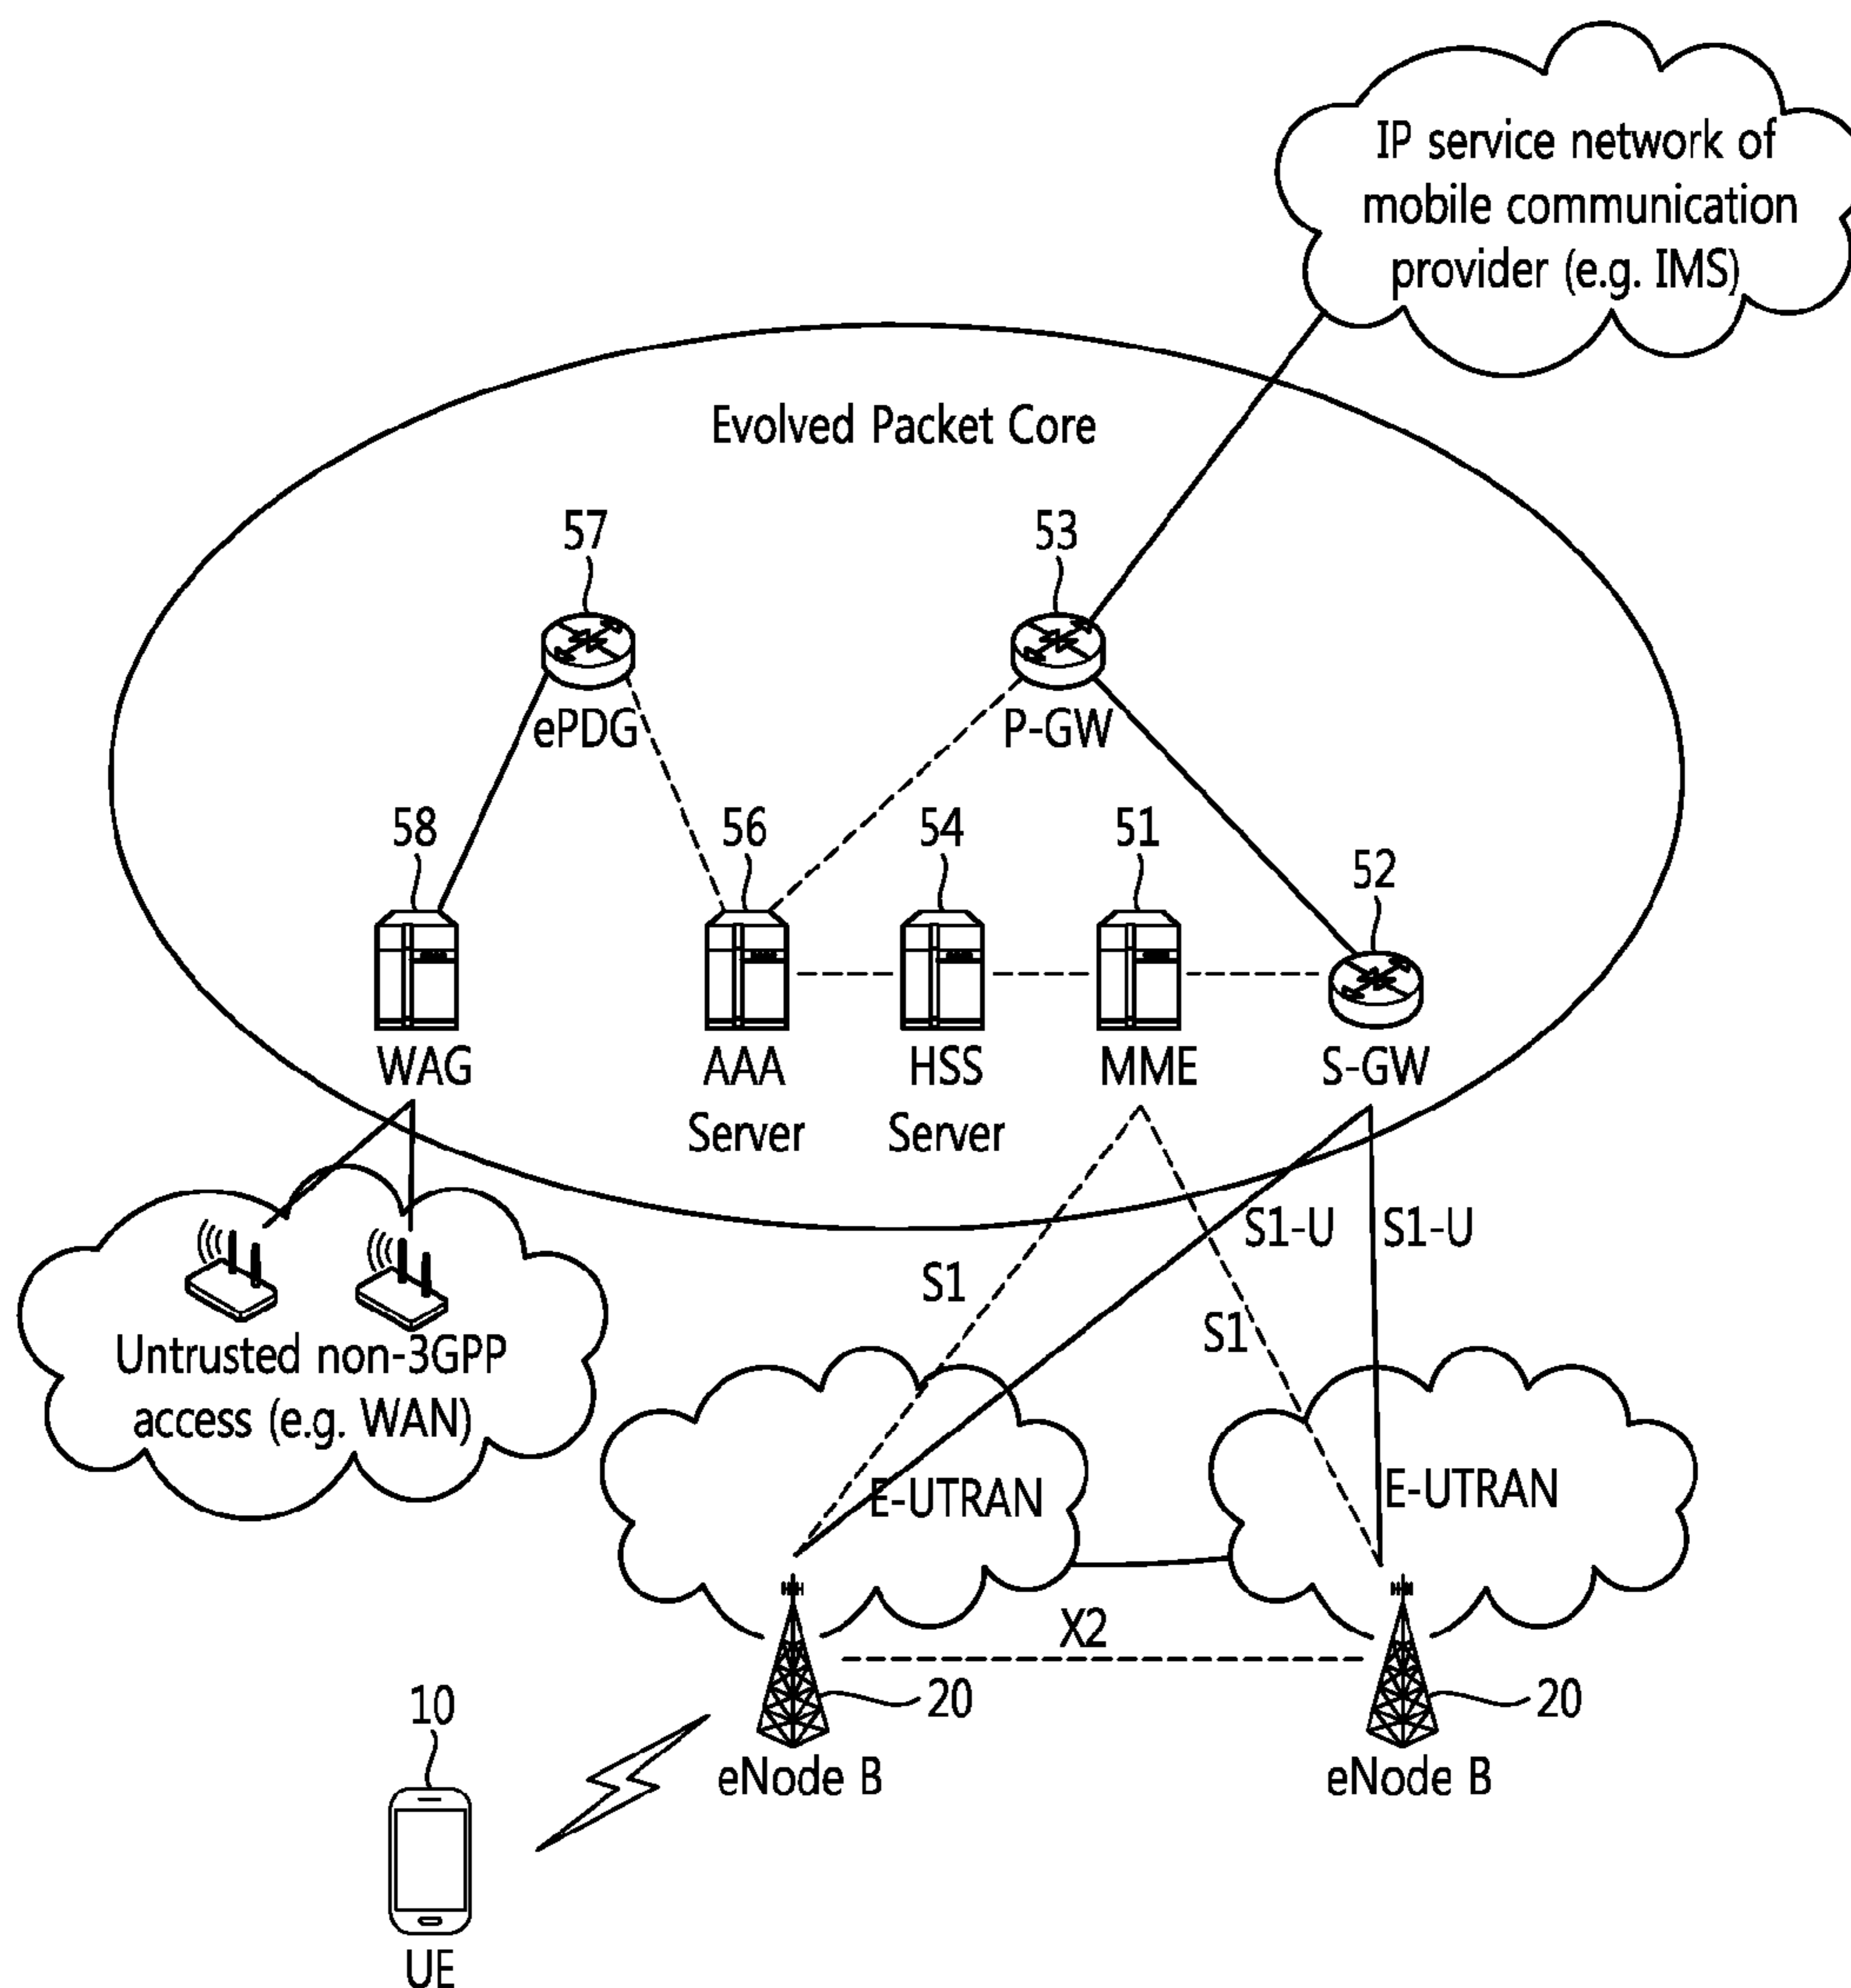 IP service network of
mobile communication
provider (e.g. IMS)
Evolved Packet Core
57
53
ePDG
P-GW
58
56
54
51
52
WAG
AAA
Server
HSS
Server
MME
S-GW
S1-U
S1-U
S1
S1
Untrusted non-3GPP
access (e.g. WAN)
E-UTRAN
E-UTRAN
X2
20
20
eNode B
eNode B
10
UE